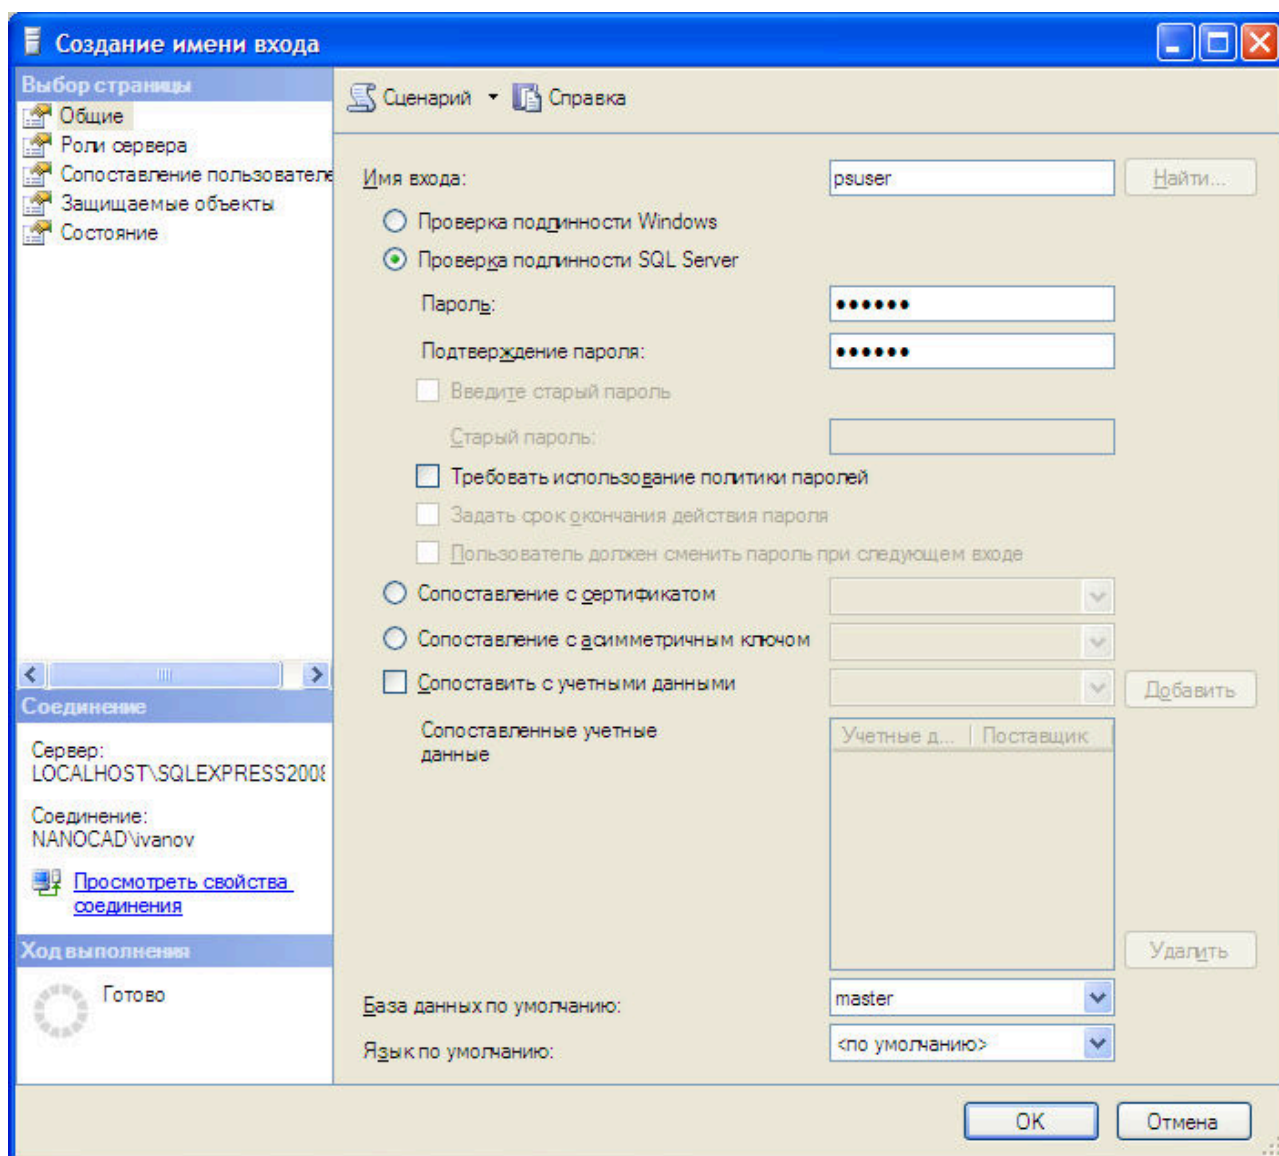 Создание имени входа
Выбор страницы
Общие
Роли сервера
Сопоставление пользователе
Защищаемые объекты
Состояние
Сценарий
Справка
Имя входа:
psuser
Найти...
Проверка подлинности Windows
Проверка подлинности SQL Server
Пароль:
●●●●●●
Подтверждение пароля:
●●●●●●
Введите старый пароль
Старый пароль:
Требовать использование политики паролей
Задать срок окончания действия пароля
Пользователь должен сменить пароль при следующем входе
Сопоставление с сертификатом
Сопоставление с асимметричным ключом
Сопоставить с учетными данными
Добавить
Сопоставленные учетные
данные
Учетные д...
Поставщик
Удалить
База данных по умолчанию:
master
Язык по умолчанию:
<по умолчанию>
Соединение
Сервер:
LOCALHOST\SQLEXPRESS2008
Соединение:
NANOCAD\ivanov
Просмотреть свойства
соединения
Ход выполнения
Готово
OK
Отмена